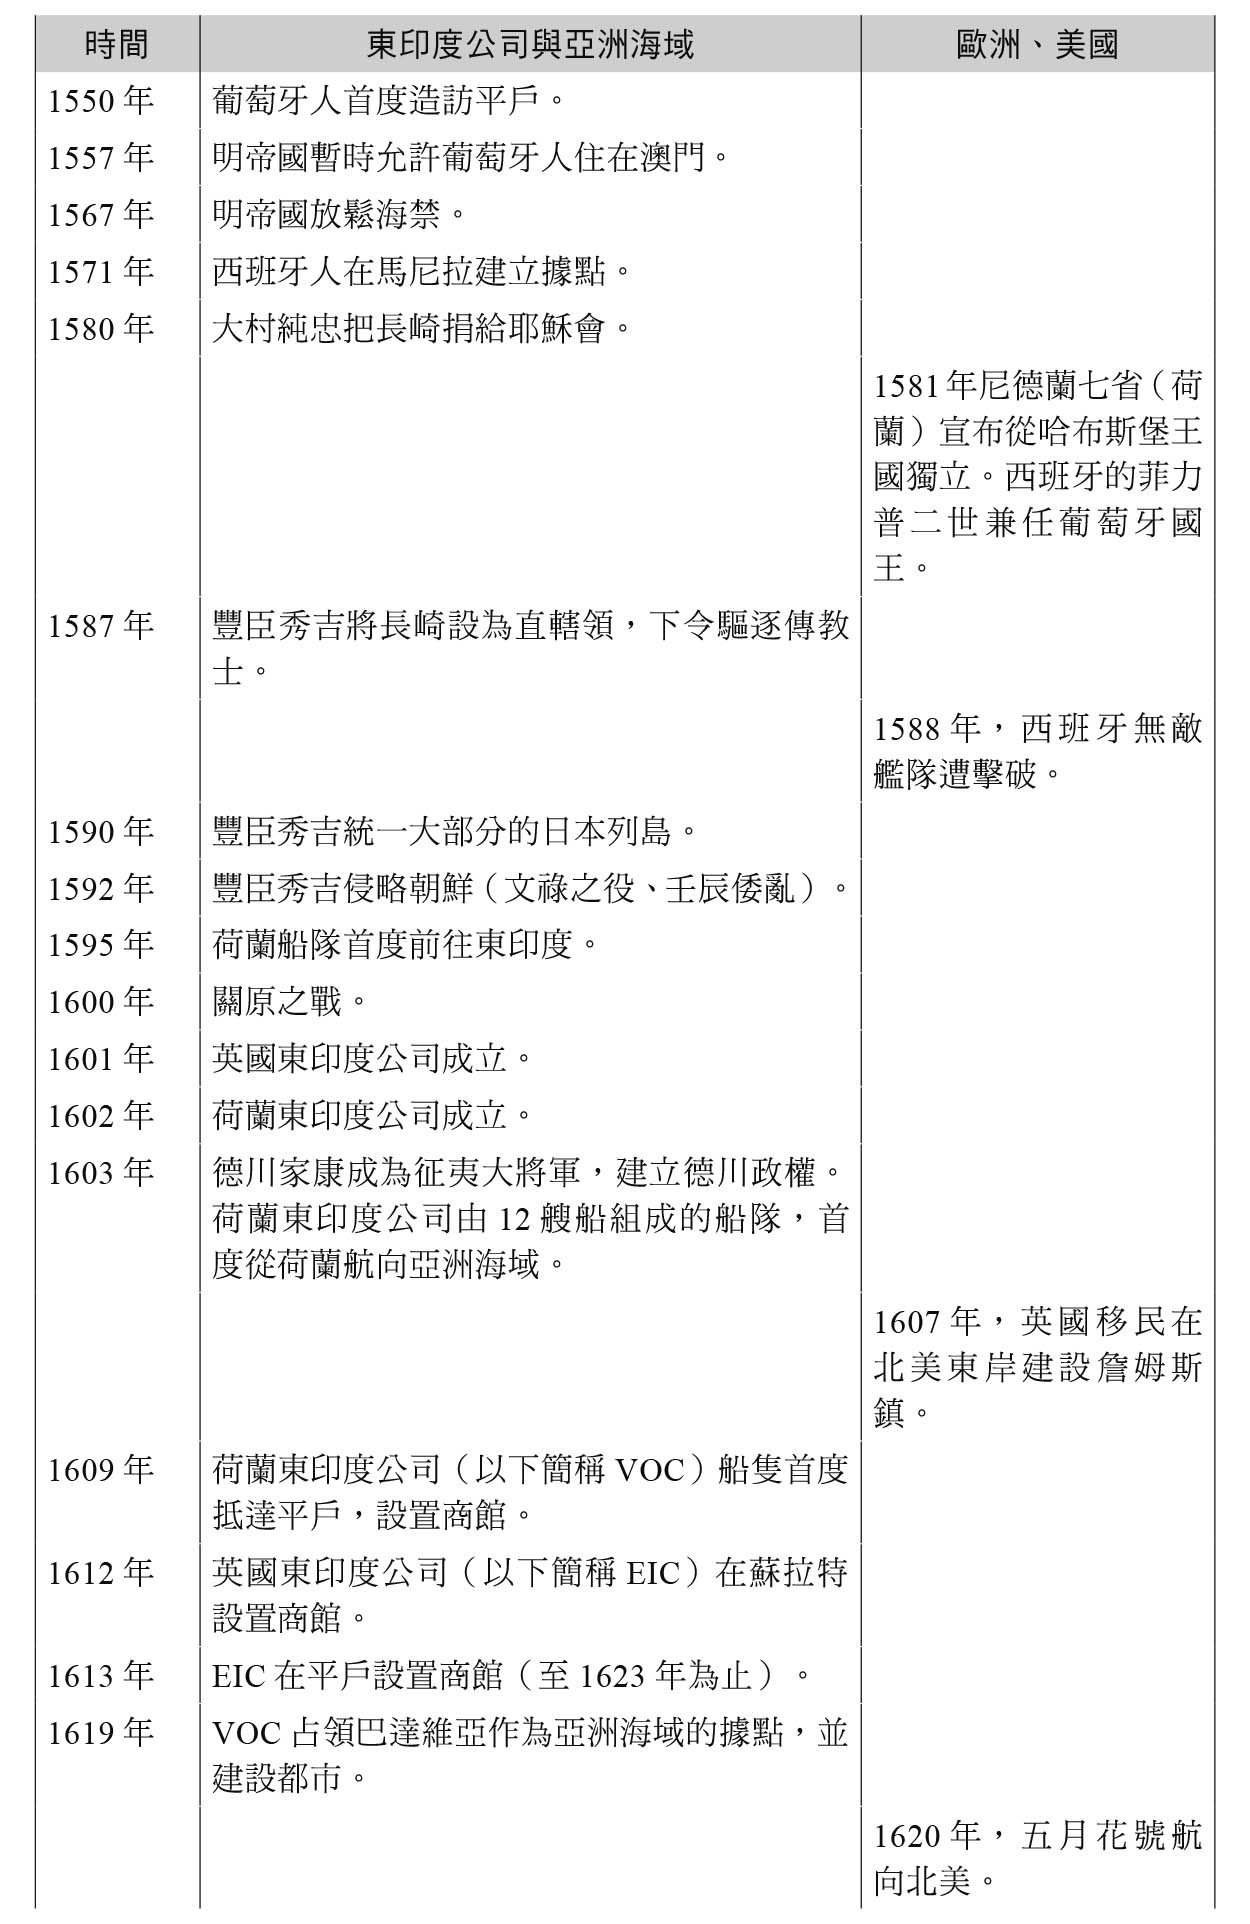 時間 東印度公司與亞洲海域 歐洲、美國
1550 年 葡萄牙人首度造訪平戶。
1557 年 明帝國暫時允許葡萄牙人住在澳門。
1567 年 明帝國放鬆海禁。
1571 年 西班牙人在馬尼拉建立據點。
1580 年 大村純忠把長崎捐給耶穌會。
1581 年尼德蘭七省（荷
蘭）宣布從哈布斯堡王
國獨立。西班牙的菲力
普二世兼任葡萄牙國
王。
1587 年 豐臣秀吉將長崎設為直轄領，下令驅逐傳教
士。
1588 年，西班牙無敵
艦隊遭擊破。
1590 年 豐臣秀吉統一大部分的日本列島。
1592 年 豐臣秀吉侵略朝鮮（文祿之役、壬辰倭亂）。
1595 年 荷蘭船隊首度前往東印度。
1600 年 關原之戰。
1601 年 英國東印度公司成立。
1602 年 荷蘭東印度公司成立。
1603 年 德川家康成為征夷大將軍，建立德川政權。
荷蘭東印度公司由 12 艘船組成的船隊，首
度從荷蘭航向亞洲海域。
1607 年，英國移民在
北美東岸建設詹姆斯
鎮。
1609 年 荷蘭東印度公司（以下簡稱 VOC）船隻首度
抵達平戶，設置商館。
1612 年 英國東印度公司（以下簡稱 EIC）在蘇拉特
設置商館。
1613 年 EIC 在平戶設置商館（至 1623 年為止）。
1619 年 VOC 占領巴達維亞作為亞洲海域的據點，並
建設都市。
1620 年，五月花號航
向北美。